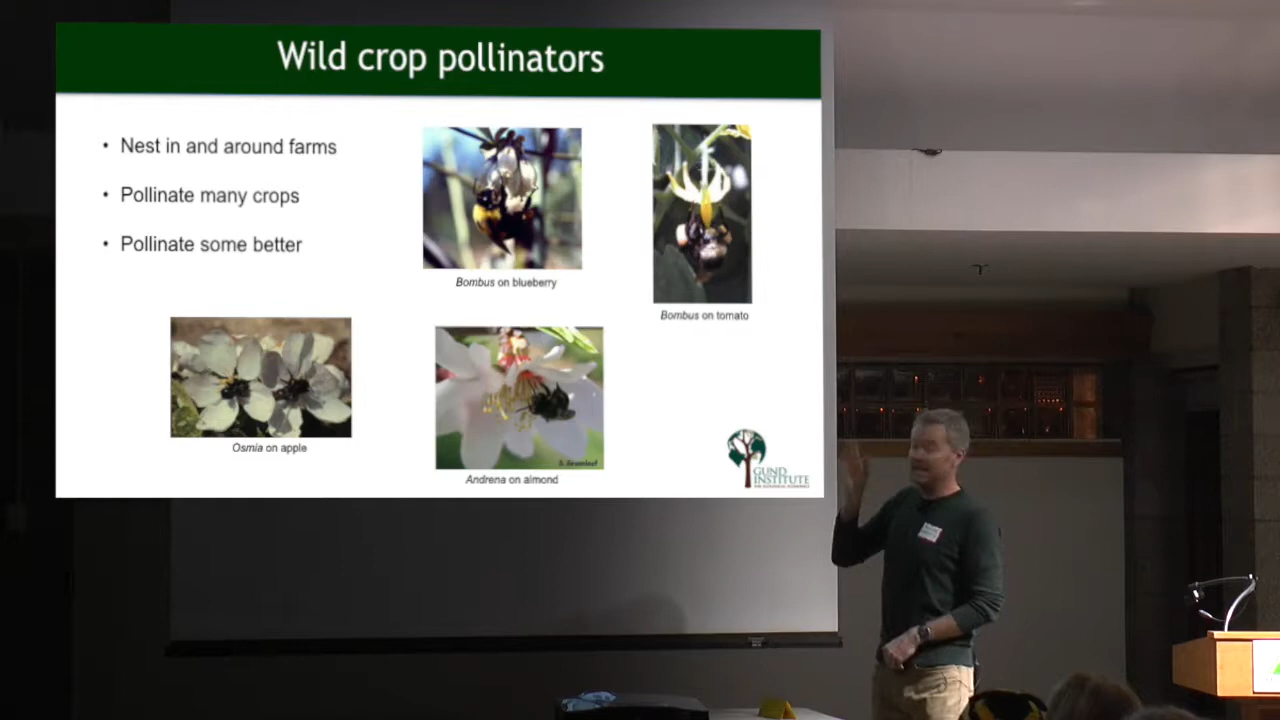 Wild crop pollinators
• Nest in and around farms
• Pollinate many crops
• Pollinate some better
Bombus on blueberry
Bombus on tomato
Osmia on apple
Andrena on almond
GUND
INSTITUTE